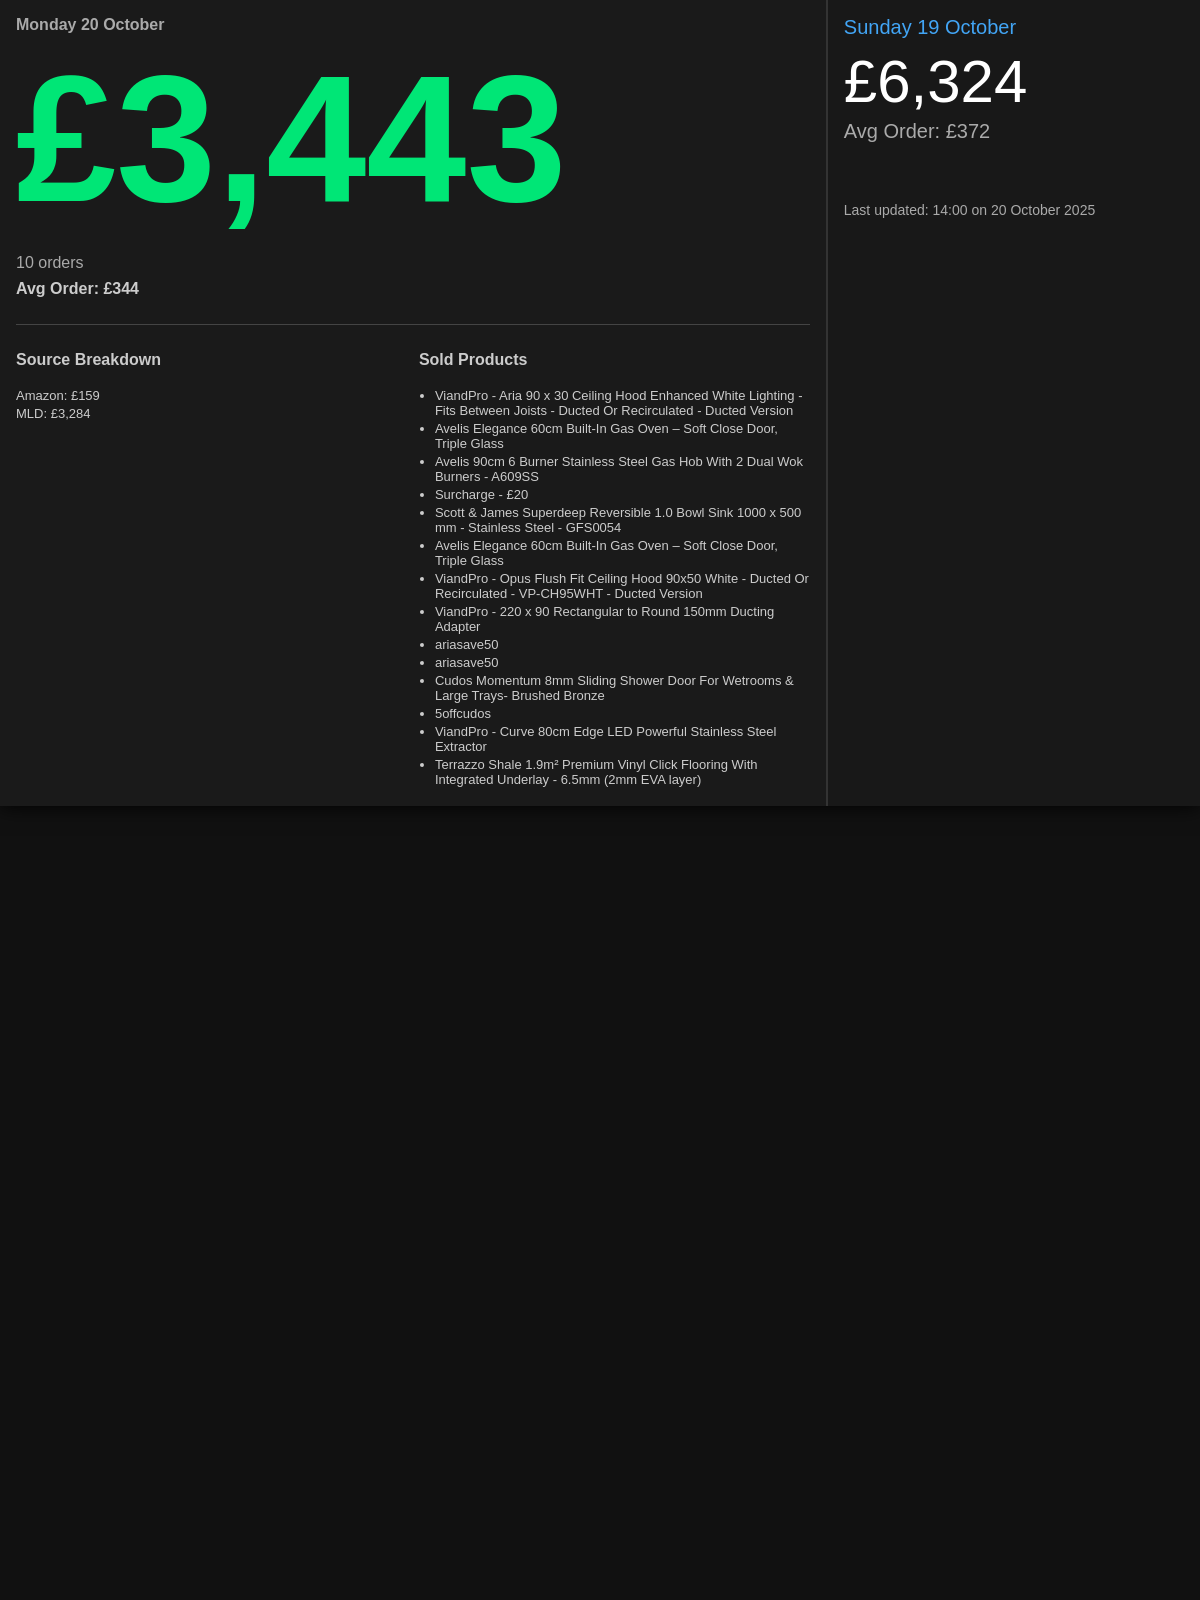 Monday 20 October
£3,443
10 orders
Avg Order: £344
Source Breakdown
Amazon: £159
MLD: £3,284
Sold Products
• ViandPro - Aria 90 x 30 Ceiling Hood Enhanced White Lighting -
Fits Between Joists - Ducted Or Recirculated - Ducted Version
• Avelis Elegance 60cm Built-In Gas Oven – Soft Close Door,
Triple Glass
• Avelis 90cm 6 Burner Stainless Steel Gas Hob With 2 Dual Wok
Burners - A609SS
• Surcharge - £20
• Scott & James Superdeep Reversible 1.0 Bowl Sink 1000 x 500
mm - Stainless Steel - GFS0054
• Avelis Elegance 60cm Built-In Gas Oven – Soft Close Door,
Triple Glass
• ViandPro - Opus Flush Fit Ceiling Hood 90x50 White - Ducted Or
Recirculated - VP-CH95WHT - Ducted Version
• ViandPro - 220 x 90 Rectangular to Round 150mm Ducting
Adapter
• ariasave50
• ariasave50
• Cudos Momentum 8mm Sliding Shower Door For Wetrooms &
Large Trays- Brushed Bronze
• 5offcudos
• ViandPro - Curve 80cm Edge LED Powerful Stainless Steel
Extractor
• Terrazzo Shale 1.9m² Premium Vinyl Click Flooring With
Integrated Underlay - 6.5mm (2mm EVA layer)
Sunday 19 October
£6,324
Avg Order: £372
Last updated: 14:00 on 20 October 2025